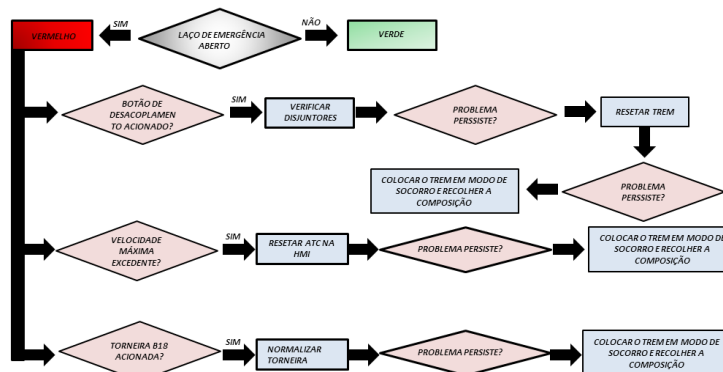 VERMELHO
SIM
LAÇO DE EMERGÊNCIA
ABERTO
NÃO
VERDE
BOTÃO DE
DESACOPLAMEN
TO ACIONADO?
SIM
VERIFICAR
DISJUNTORES
PROBLEMA
PERSSISTE?
RESETAR TREM
PROBLEMA
PERSSISTE?
COLOCAR O TREM EM MODO DE
SOCORRO E RECOLHER A
COMPOSIÇÃO
VELOCIDADE
MÁXIMA
EXCEDENTE?
SIM
RESETAR ATC NA
HMI
PROBLEMA PERSISTE?
COLOCAR O TREM EM MODO DE
SOCORRO E RECOLHER A
COMPOSIÇÃO
TORNEIRA B18
ACIONADA?
SIM
NORMALIZAR
TORNEIRA
PROBLEMA PERSISTE?
COLOCAR O TREM EM MODO DE
SOCORRO E RECOLHER A
COMPOSIÇÃO